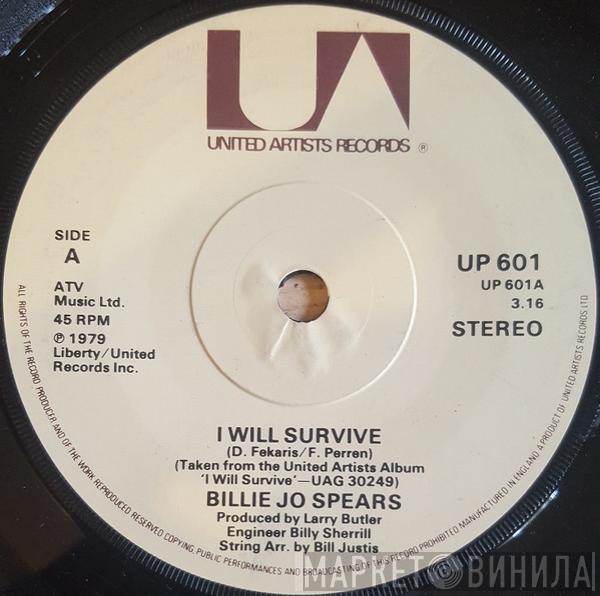 UA
UNITED ARTISTS RECORDS ®
SIDE
A
ATV
Music Ltd.
45 RPM
℗ 1979
Liberty/United
Records Inc.
UP 601
UP 601A
3.16
STEREO
I WILL SURVIVE
(D. Fekaris/F. Perren)
(Taken from the United Artists Album
'I Will Survive'—UAG 30249)
BILLIE JO SPEARS
Produced by Larry Butler
Engineer Billy Sherrill
String Arr. by Bill Justis
ALL RIGHTS OF THE RECORD PRODUCER AND OF THE WORK REPRODUCED RESERVED COPYING, PUBLIC PERFORMANCES AND BROADCASTING OF THIS RECORD PROHIBITED MANUFACTURED IN ENGLAND A PRODUCT OF UNITED ARTISTS RECORDS LTD
МАРКЕТ ВИНИЛА